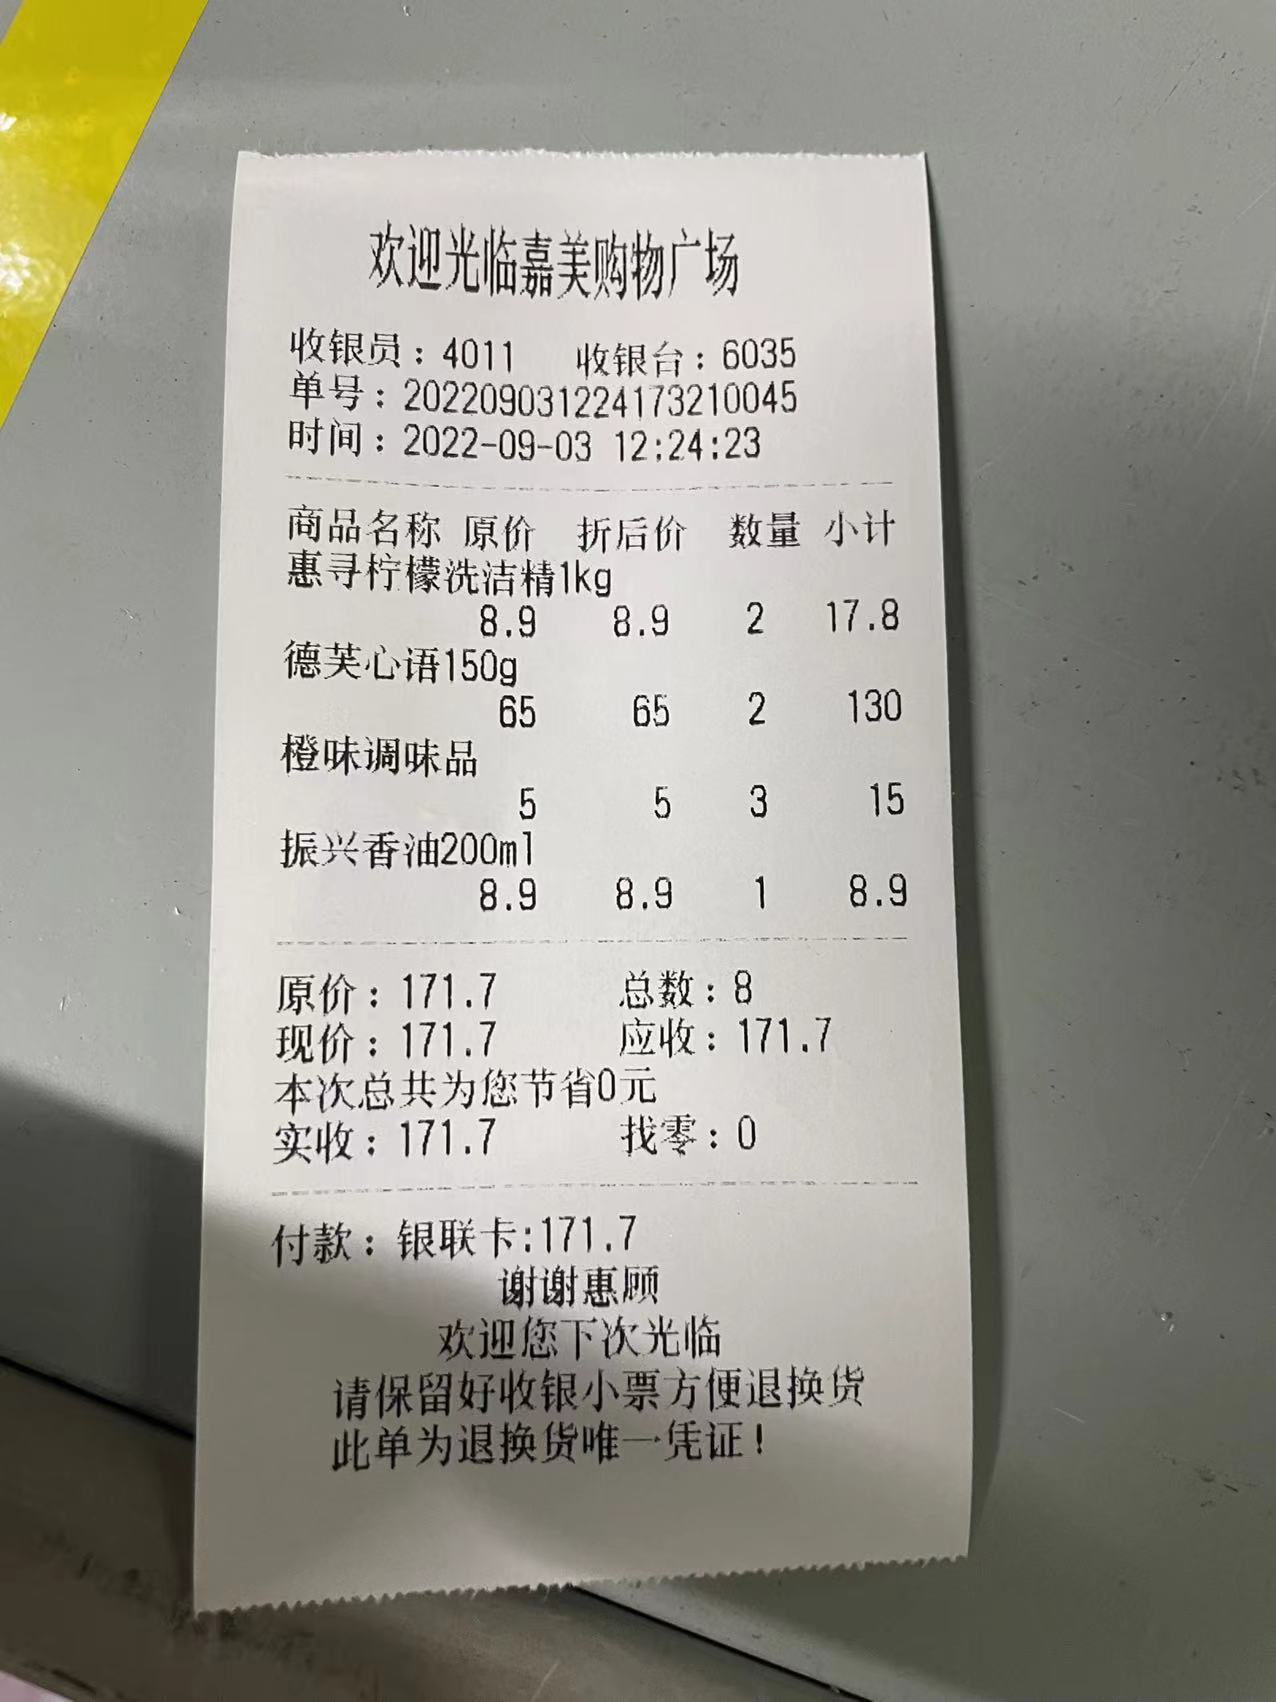 欢迎光临嘉美购物广场
收银员：4011 收银台：6035
单号：202209031224173210045
时间：2022-09-03 12:24:23
商品名称 原价 折后价 数量 小计
惠寻柠檬洗洁精1kg
8.9 8.9 2 17.8
德芙心语150g
65 65 2 130
橙味调味品
5 5 3 15
振兴香油200ml
8.9 8.9 1 8.9
原价：171.7 总数：8
现价：171.7 应收：171.7
本次总共为您节省0元
实收：171.7 找零：0
付款：银联卡:171.7
谢谢惠顾
欢迎您下次光临
请保留好收银小票方便退换货
此单为退换货唯一凭证！